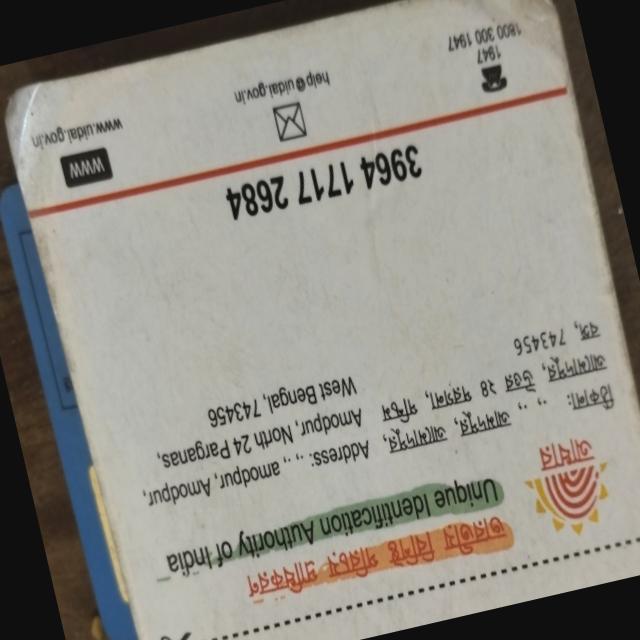 ভারতীয় বিশিষ্ট পরিচয় প্রাধিকরণ
Unique Identification Authority of India
আধার
ঠিকানা:
743456
Address: , ., amodpur, Amodpur,
Amodpur, North 24 Parganas,
West Bengal, 743456
3964 1717 2684
1947
1800 300 1947
help@uidai.gov.in
www
www.uidai.gov.in